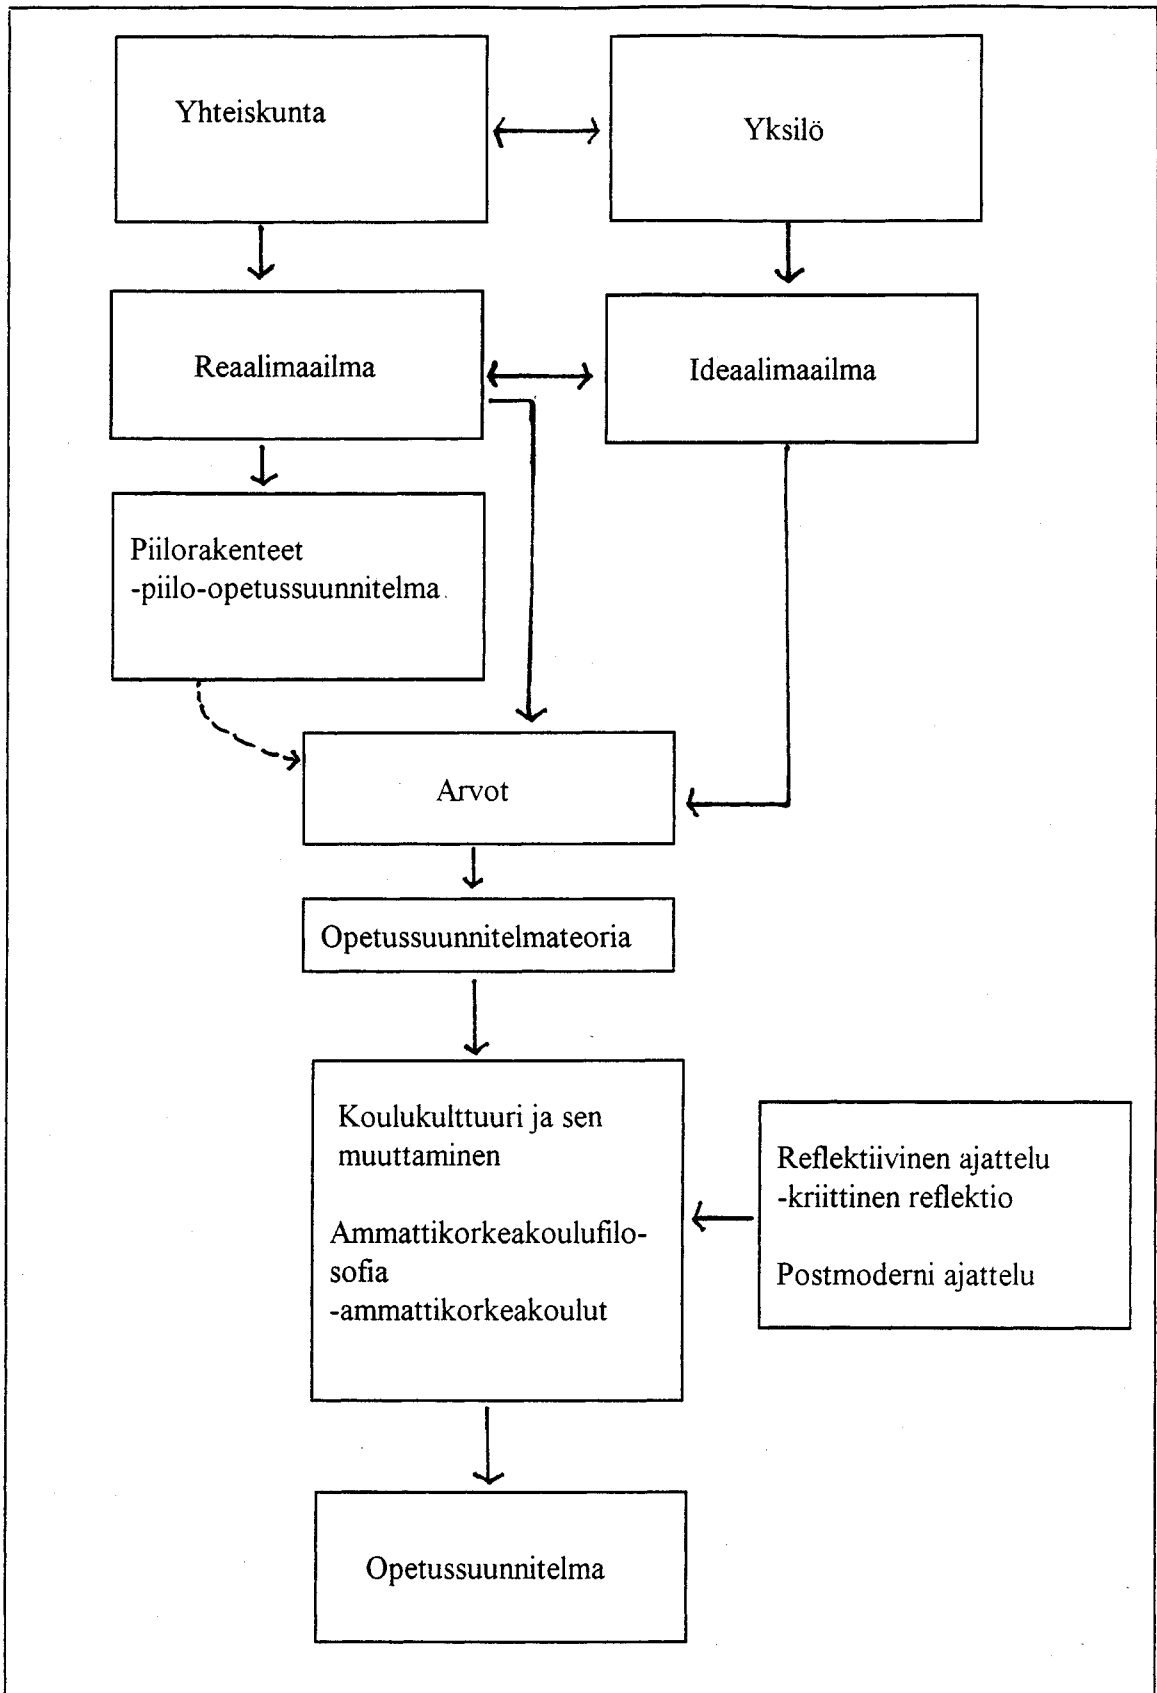 Yhteiskunta
Yksilö
Reaalimaailma
Ideaalimaailma
Piilorakenteet
-piilo-opetussuunnitelma
Arvot
Opetussuunnitelmateoria
Koulukulttuuri ja sen
muuttaminen
Ammattikorkeakoulufilo-
sofia
-ammattikorkeakoulut
Reflektiivinen ajattelu
-kriittinen reflektio
Postmoderni ajattelu
Opetussuunnitelma